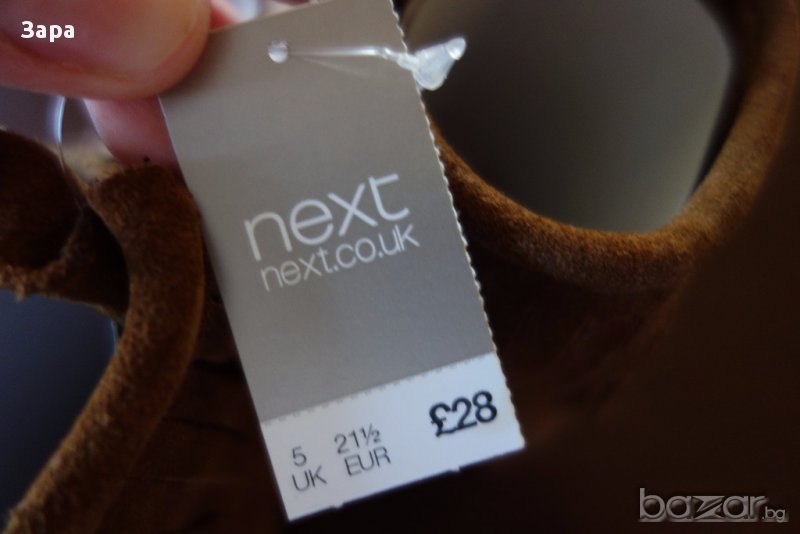 Зара
next
next.co.uk
5 21½ £28
UK EUR
bazar.bg